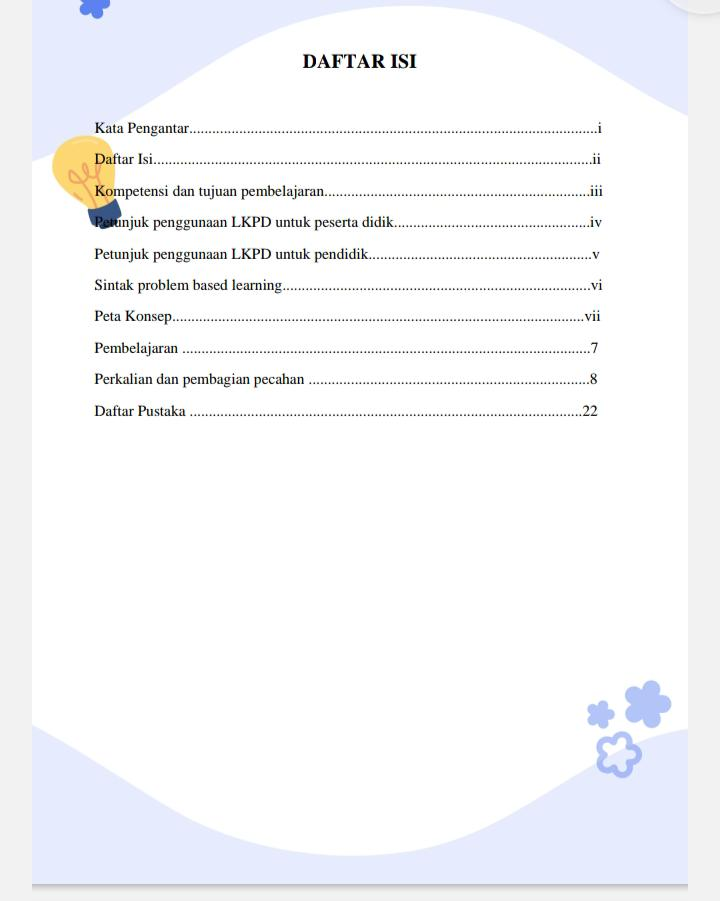 DAFTAR ISI
Kata Pengantar..........................................................................................................i
Daftar Isi..................................................................................................................ii
Kompetensi dan tujuan pembelajaran.....................................................................iii
Petunjuk penggunaan LKPD untuk peserta didik...................................................iv
Petunjuk penggunaan LKPD untuk pendidik..........................................................v
Sintak problem based learning................................................................................vi
Peta Konsep...........................................................................................................vii
Pembelajaran ..........................................................................................................7
Perkalian dan pembagian pecahan .........................................................................8
Daftar Pustaka ......................................................................................................22